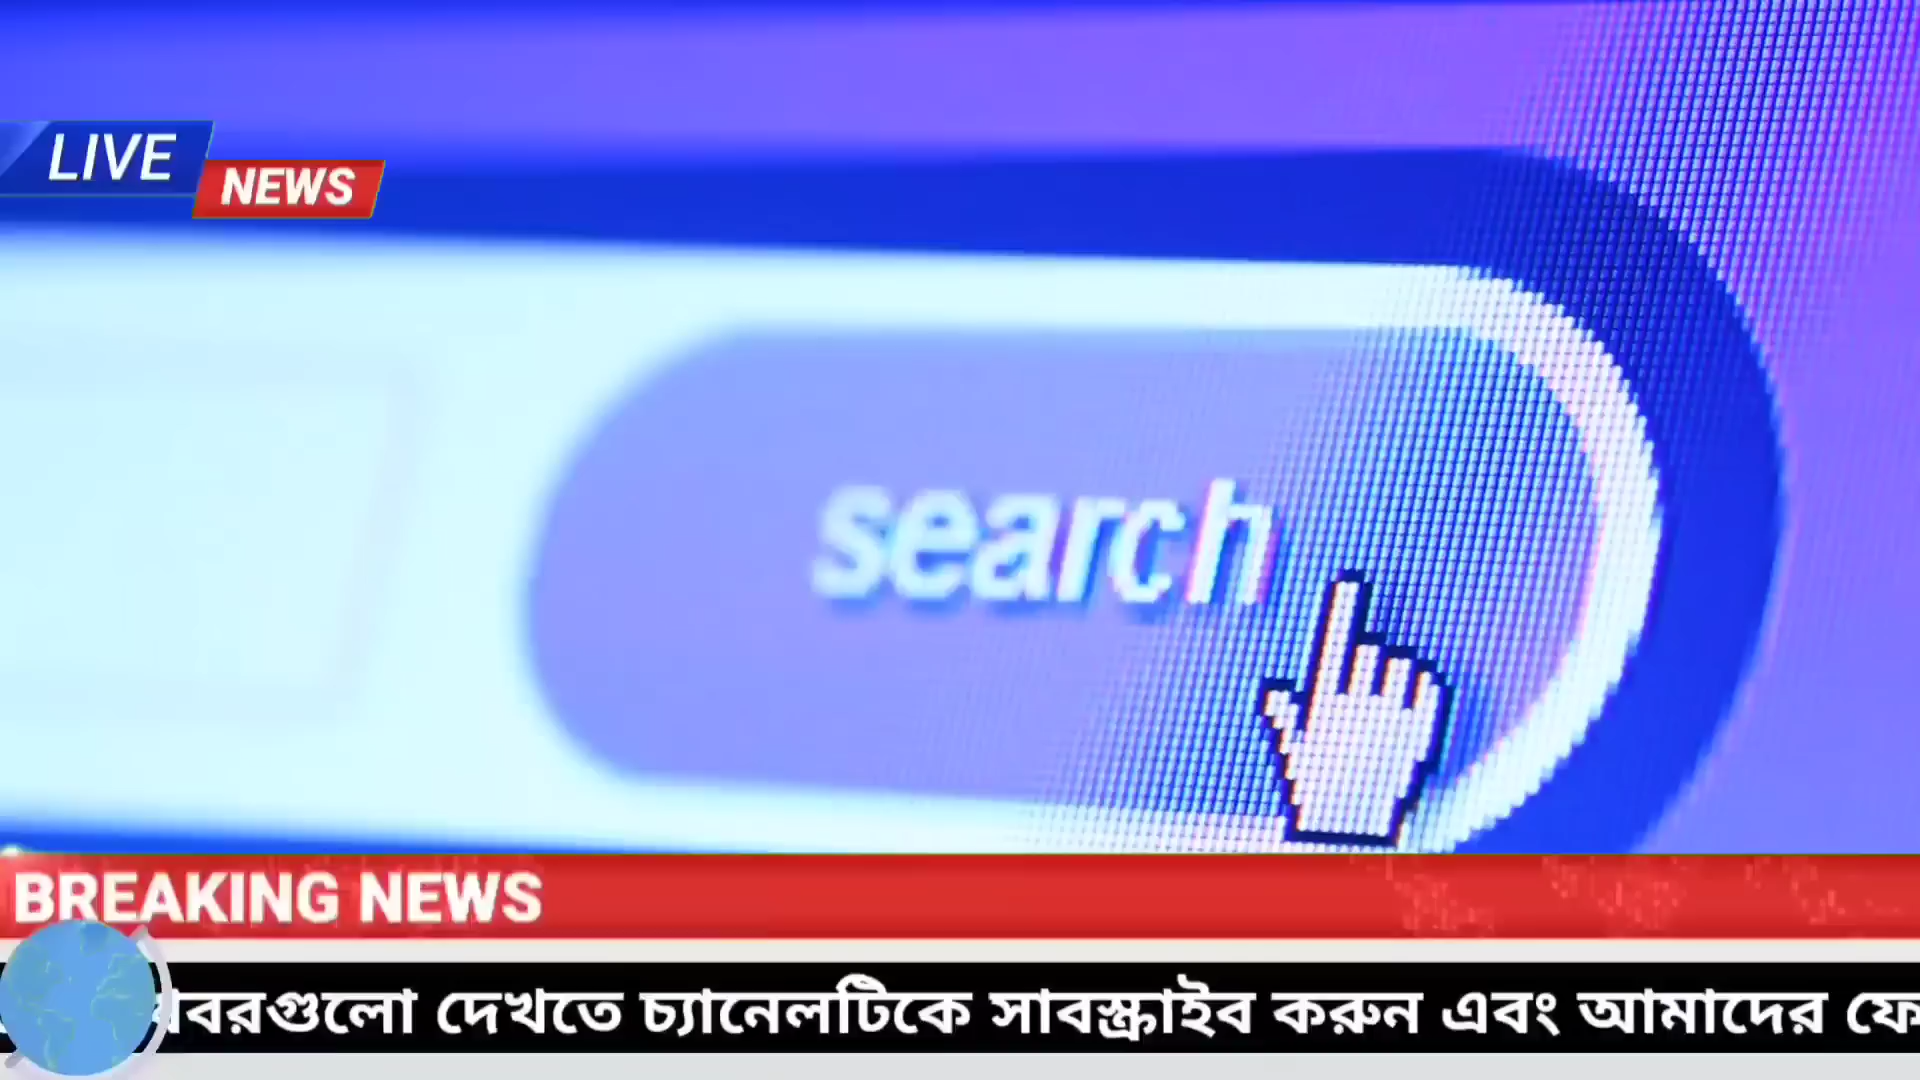 LIVE
NEWS
search
BREAKING NEWS
দেখতে চ্যানেলটিকে সাবস্ক্রাইব করুন এবং আমাদের